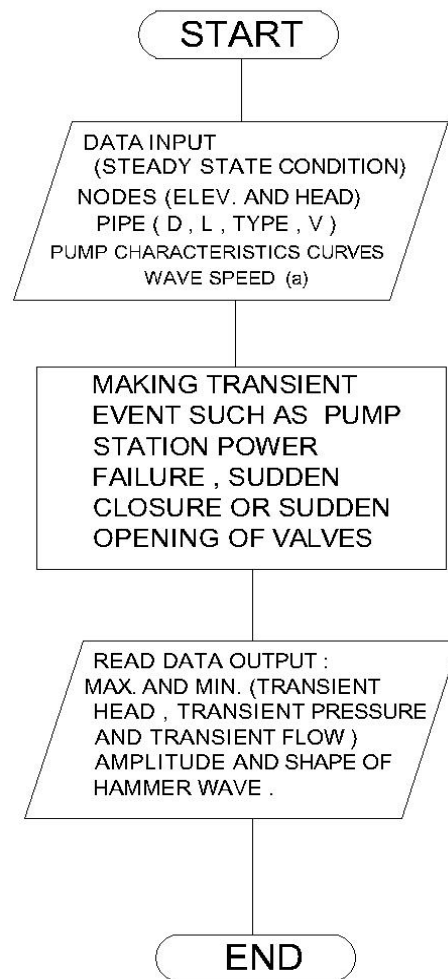 START
DATA INPUT
(STEADY STATE CONDITION)
NODES (ELEV. AND HEAD)
PIPE ( D , L , TYPE , V )
PUMP CHARACTERISTICS CURVES
WAVE SPEED (a)
MAKING TRANSIENT
EVENT SUCH AS PUMP
STATION POWER
FAILURE , SUDDEN
CLOSURE OR SUDDEN
OPENING OF VALVES
READ DATA OUTPUT :
MAX. AND MIN. (TRANSIENT
HEAD , TRANSIENT PRESSURE
AND TRANSIENT FLOW )
AMPLITUDE AND SHAPE OF
HAMMER WAVE .
END